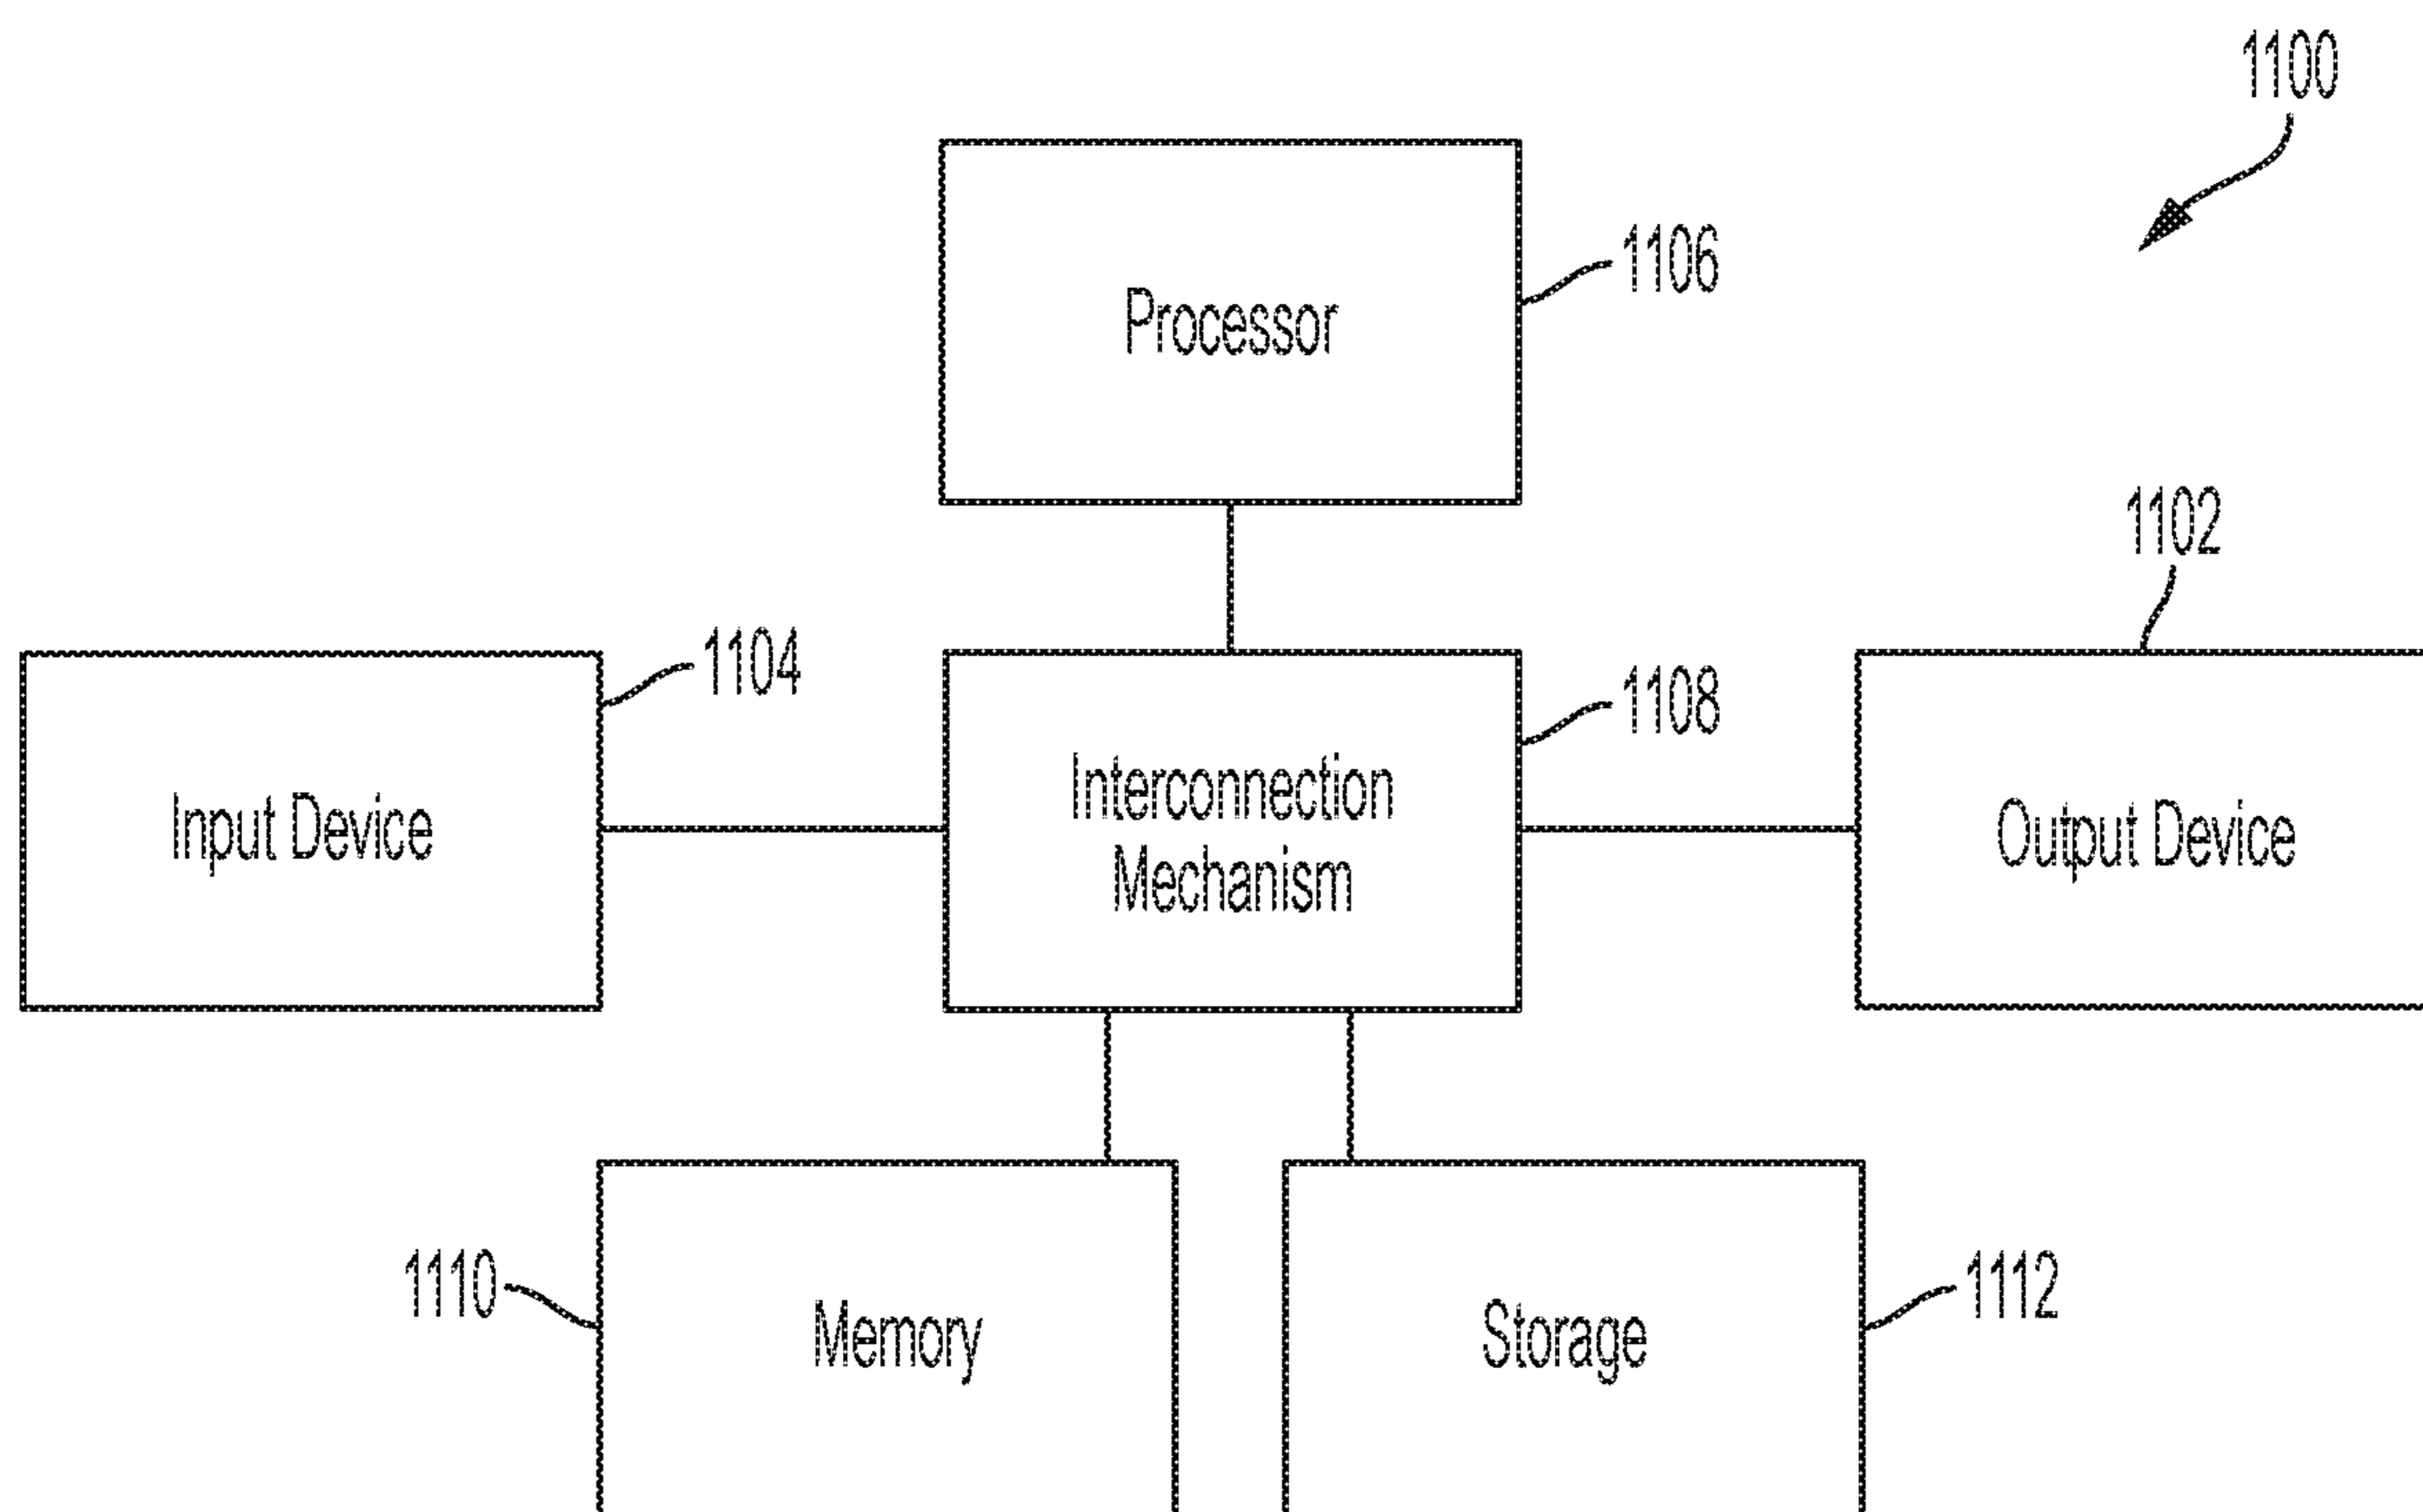 1100
Processor
1106
1102
Input Device
1104
Interconnection
Mechanism
1108
Output Device
1110
Memory
Storage
1112